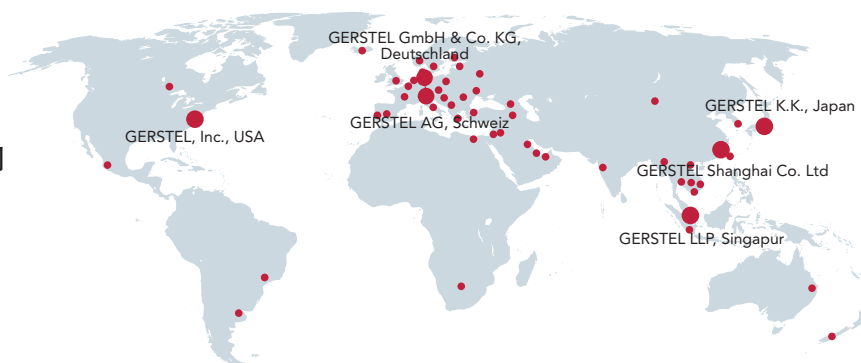 GERSTEL GmbH & Co. KG,
Deutschland
GERSTEL K.K., Japan
GERSTEL AG, Schweiz
GERSTEL, Inc., USA
GERSTEL Shanghai Co. Ltd
GERSTEL LLP, Singapur